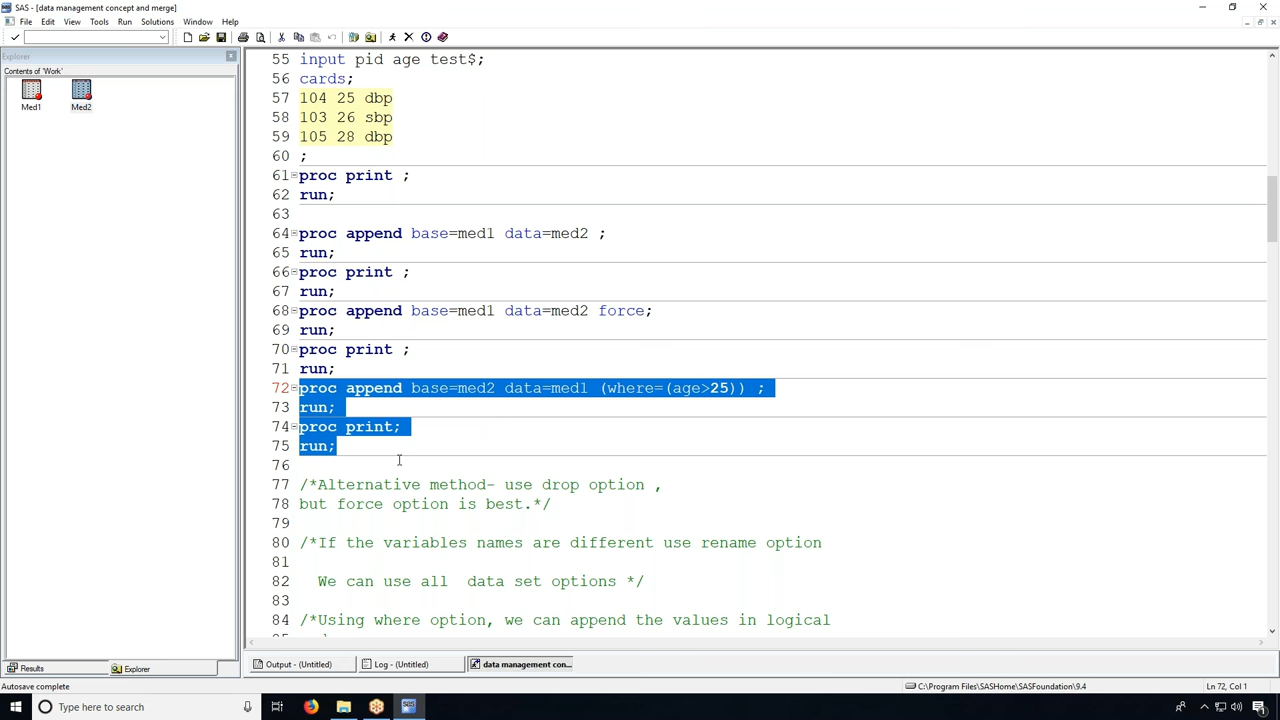 SAS - [data management concept and merge]
File Edit View Tools Run Solutions Window Help
Explorer
Contents of 'Work'
Med1 Med2
55 input pid age test$;
56 cards;
57 104 25 dbp
58 103 26 sbp
59 105 28 dbp
60 ;
61 proc print ;
62 run;
63
64 proc append base=med1 data=med2 ;
65 run;
66 proc print ;
67 run;
68 proc append base=med1 data=med2 force;
69 run;
70 proc print ;
71 run;
72 proc append base=med2 data=med1 (where=(age>25)) ;
73 run;
74 proc print;
75 run;
76
77 /*Alternative method- use drop option ,
78 but force option is best.*/
79
80 /*If the variables names are different use rename option
81
82 We can use all data set options */
83
84 /*Using where option, we can append the values in logical
Results Explorer
Output - (Untitled) Log - (Untitled) data management con...
Autosave complete C:\Program Files\SASHome\SASFoundation\9.4 Ln 72, Col 1
Type here to search